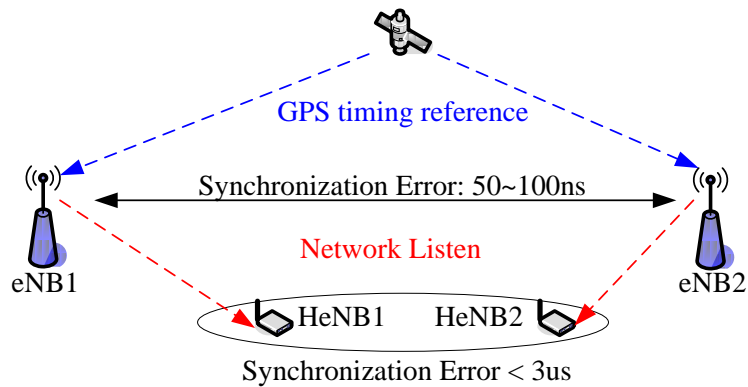 GPS timing reference
Synchronization Error: 50~100ns
Network Listen
eNB1
eNB2
HeNB1
HeNB2
Synchronization Error < 3us